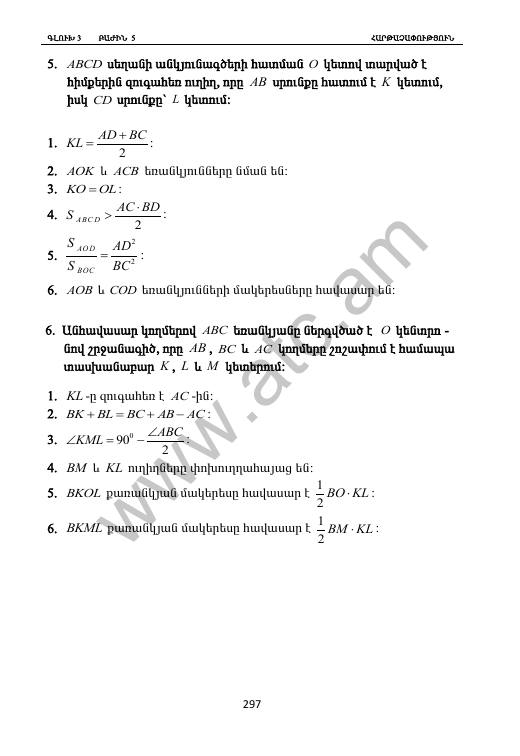 ԳԼՈՒԽ 3 ԲԱԺԻՆ 5 ՀԱՐԹԱՉԱՓՈՒԹՅՈՒՆ
5. ABCD սեղանի անկյունագծերի հատման O կետով տարված է
հիմքերին զուգահեռ ուղիղ, որը AB սրունքը հատում է K կետում,
իսկ CD սրունքը` L կետում:
1. KL = (AD + BC)/2 :
2. AOK և ACB եռանկյունները նման են:
3. KO = OL :
4. S_ABCD > (AC · BD)/2 :
5. S_AOD/S_BOC = AD²/BC² :
6. AOB և COD եռանկյունների մակերեսները հավասար են:
6. Անհավասար կողմերով ABC եռանկյանը ներգծված է O կենտրո -
նով շրջանագիծ, որը AB , BC և AC կողմերը շոշափում է համապա
տասխանաբար K , L և M կետերում:
1. KL -ը զուգահեռ է AC -ին:
2. BK + BL = BC + AB − AC :
3. ∠KML = 90⁰ − ∠ABC/2 :
4. BM և KL ուղիղները փոխուղղահայաց են:
5. BKOL քառանկյան մակերեսը հավասար է 1/2 BO · KL :
6. BKML քառանկյան մակերեսը հավասար է 1/2 BM · KL :
www.atc.am
297